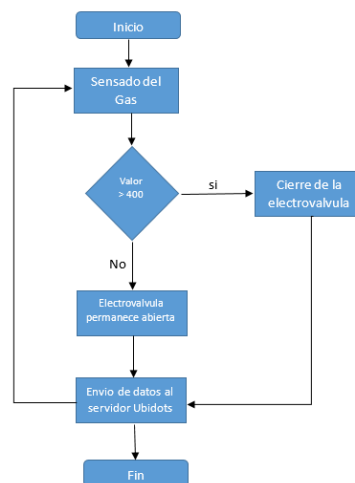 Inicio
Sensado del
Gas
Valor
> 400
si
Cierre de la
electrovalvula
No
Electrovalvula
permanece abierta
Envio de datos al
servidor Ubidots
Fin